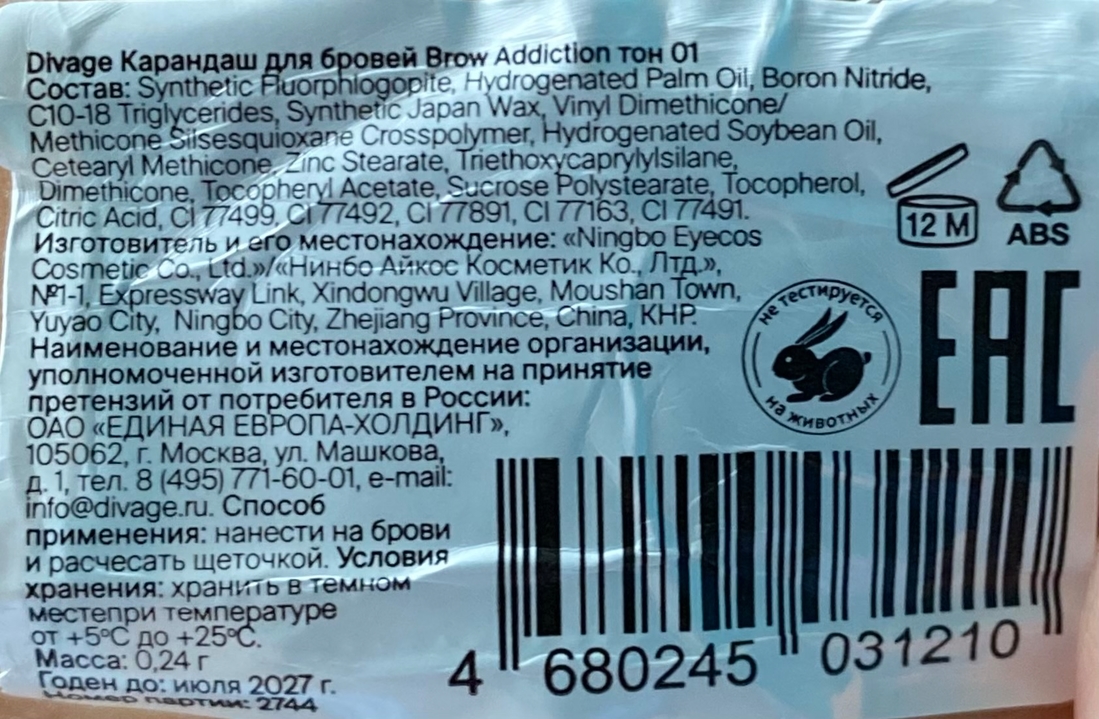 Divage Карандаш для бровей Brow Addiction тон 01
Состав: Synthetic Fluorphlogopite, Hydrogenated Palm Oil, Boron Nitride,
C10-18 Triglycerides, Synthetic Japan Wax, Vinyl Dimethicone/
Methicone Silsesquioxane Crosspolymer, Hydrogenated Soybean Oil,
Cetearyl Methicone, Zinc Stearate, Triethoxycaprylylsilane,
Dimethicone, Tocopheryl Acetate, Sucrose Polystearate, Tocopherol,
Citric Acid, CI 77499, CI 77492, CI 77891, CI 77163, CI 77491.
Изготовитель и его местонахождение: «Ningbo Eyecos
Cosmetic Co., Ltd.»/«Нинбо Айкос Косметик Ко., Лтд.»,
№1-1, Expressway Link, Xindongwu Village, Moushan Town,
Yuyao City, Ningbo City, Zhejiang Province, China, КНР.
Наименование и местонахождение организации,
уполномоченной изготовителем на принятие
претензий от потребителя в России:
ОАО «ЕДИНАЯ ЕВРОПА-ХОЛДИНГ»,
105062, г. Москва, ул. Машкова,
д. 1, тел. 8 (495) 771-60-01, e-mail:
info@divage.ru. Способ
применения: нанести на брови
и расчесать щеточкой. Условия
хранения: хранить в темном
местепри температуре
от +5°C до +25°C.
Масса: 0,24 г
Годен до: июля 2027 г.
Номер партии: 2744
12 M
ABS
не тестируется
на животных
EAC
4 680245 031210